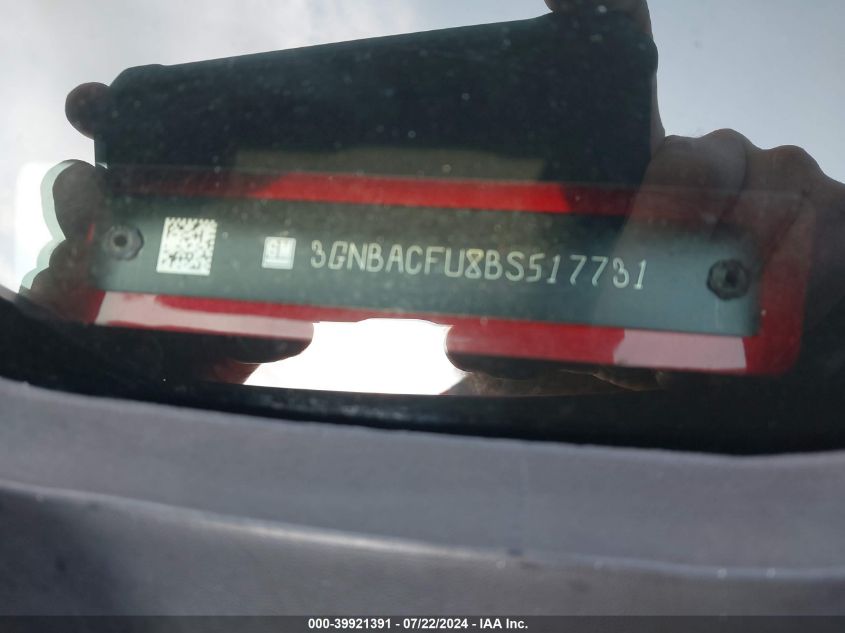 GM 3GNBACFU8BS517731
000-39921391 - 07/22/2024 - IAA Inc.